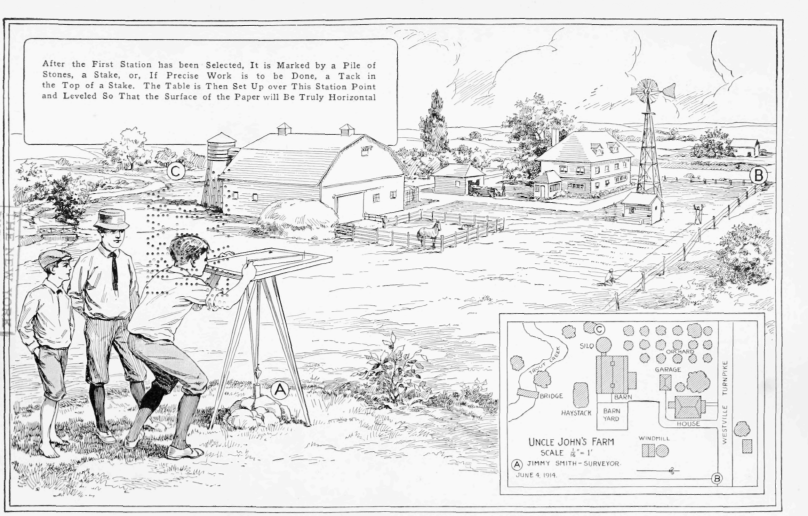 After the First Station has been Selected, It is Marked by a Pile of
Stones, a Stake, or, If Precise Work is to be Done, a Tack in
the Top of a Stake. The Table is Then Set Up over This Station Point
and Leveled So That the Surface of the Paper will Be Truly Horizontal
C
B
A
C
SILO
ORCHARD
GARAGE
BRIDGE
BARN
HAYSTACK
BARN
YARD
HOUSE
WESTVILLE TURNPIKE
UNCLE JOHN'S FARM
WINDMILL
SCALE ¼"-1'
A JIMMY SMITH-SURVEYOR
JUNE 4 1914
B